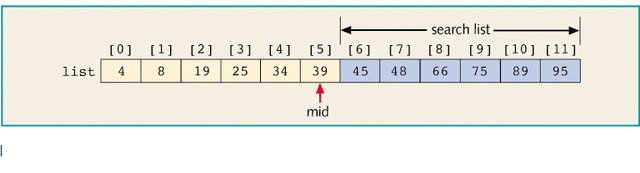 search list
[0] [1] [2] [3] [4] [5] [6] [7] [8] [9] [10] [11]
list 4 8 19 25 34 39 45 48 66 75 89 95
mid